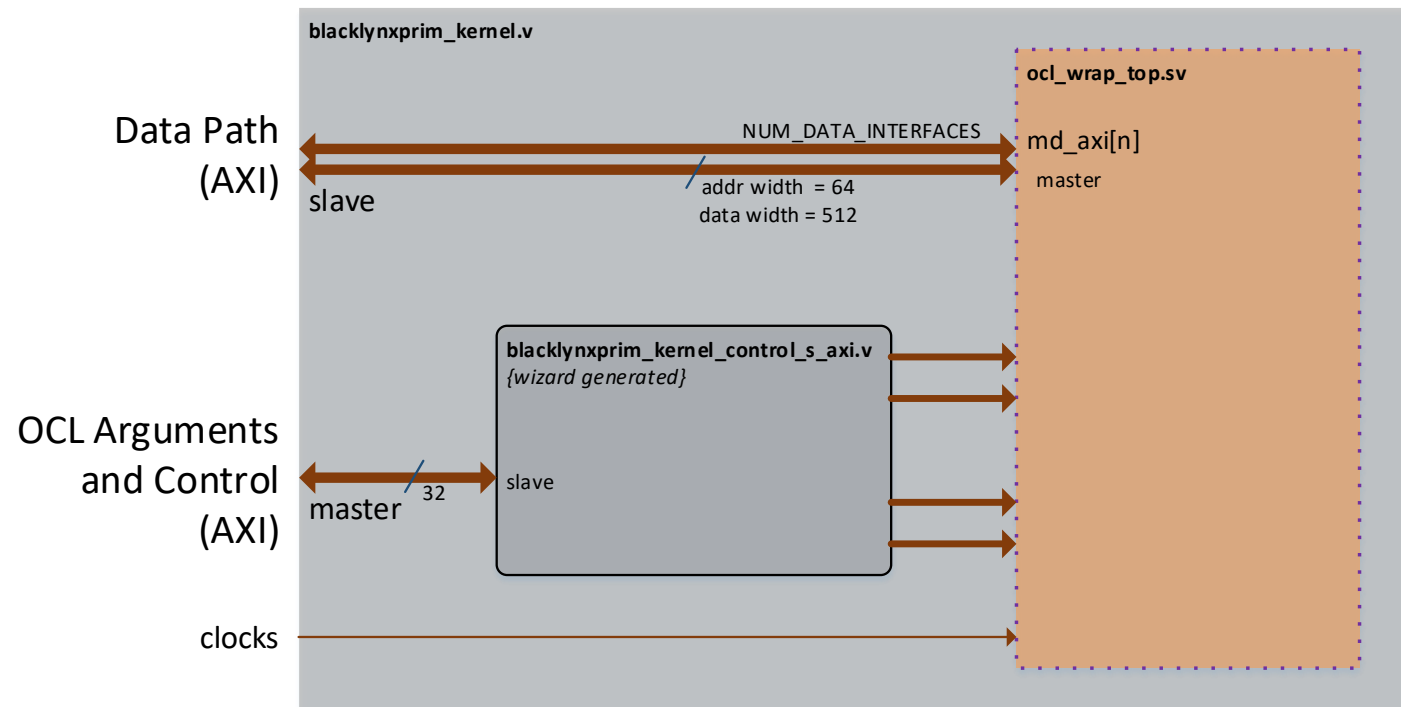 blacklynxprim_kernel.v
ocl_wrap_top.sv
Data Path
(AXI)
slave
NUM_DATA_INTERFACES
addr width = 64
data width = 512
md_axi[n]
master
blacklynxprim_kernel_control_s_axi.v
{wizard generated}
OCL Arguments
and Control
(AXI)
master
32
slave
clocks